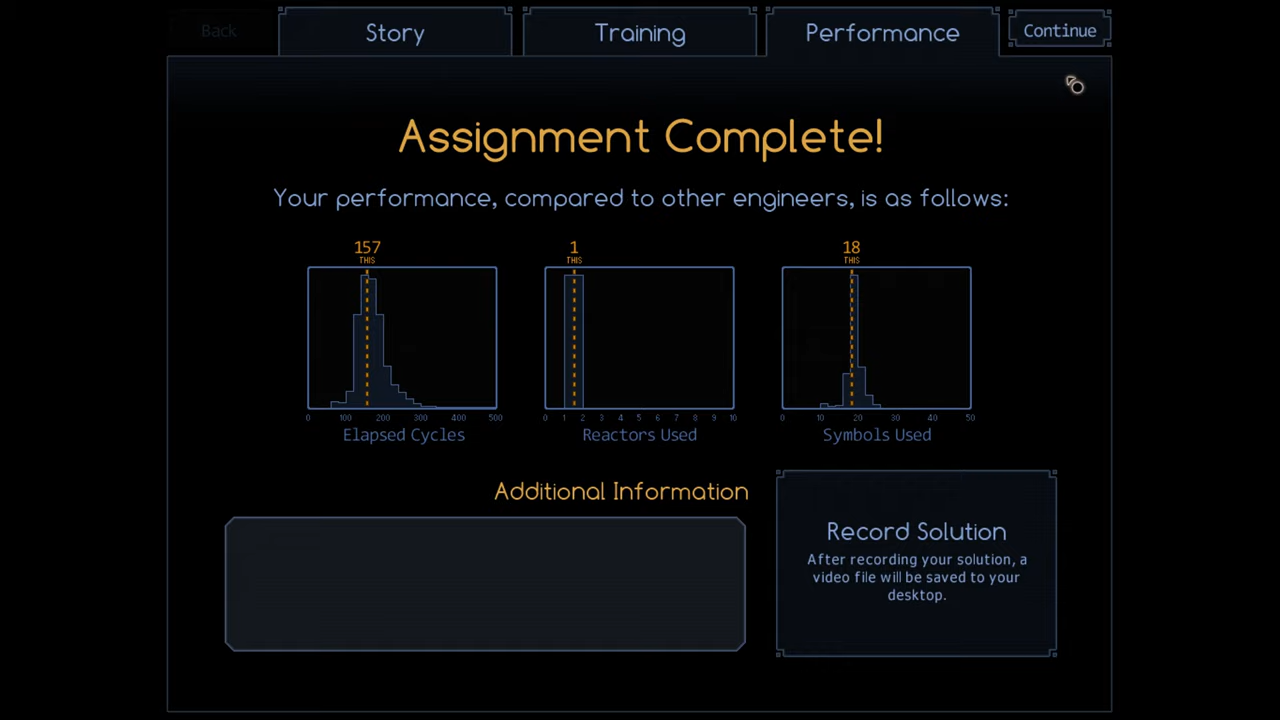 Back
Story
Training
Performance
Continue
Assignment Complete!
Your performance, compared to other engineers, is as follows:
157
THIS
1
THIS
18
THIS
0 100 200 300 400 500
0 1 2 3 4 5 6 7 8 9 10
0 10 20 30 40 50
Elapsed Cycles
Reactors Used
Symbols Used
Additional Information
Record Solution
After recording your solution, a
video file will be saved to your
desktop.